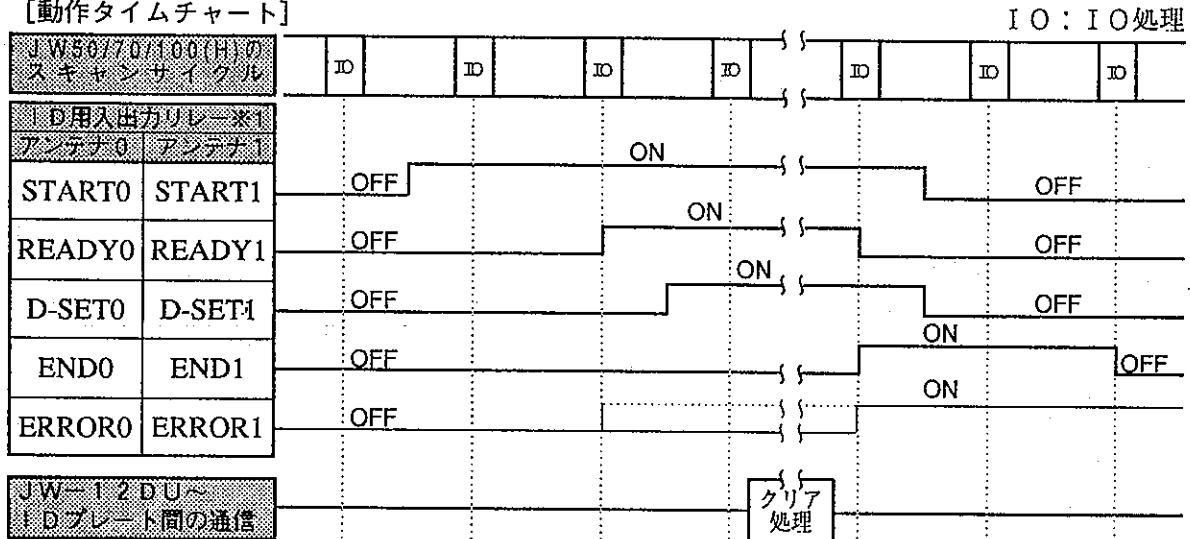 [動作タイムチャート]
IO：IO処理
JW50/70/100(H)の
スキャンサイクル
IO IO IO IO IO IO IO
ID用入出力リレー※1
アンテナ0 アンテナ1
START0 START1 OFF ON OFF
READY0 READY1 OFF ON OFF
D-SET0 D-SET1 OFF ON OFF
END0 END1 OFF ON OFF
ERROR0 ERROR1 OFF ON
JW－12DU～
IDプレート間の通信
クリア
処理